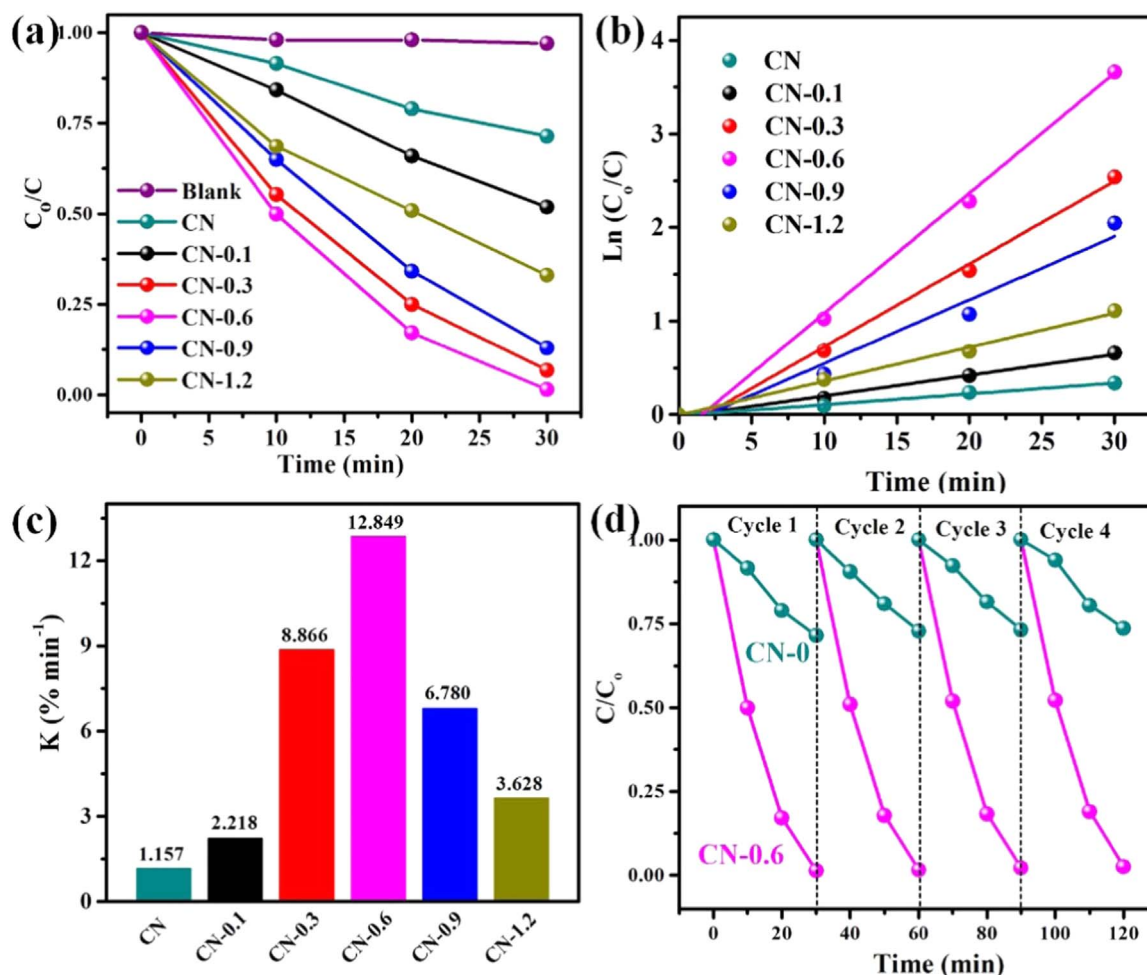 (a)
C₀/C
1.00
0.75
0.50
0.25
0.00
Blank
CN
CN-0.1
CN-0.3
CN-0.6
CN-0.9
CN-1.2
0 5 10 15 20 25 30
Time (min)
(b)
Ln (C₀/C)
4
3
2
1
0
CN
CN-0.1
CN-0.3
CN-0.6
CN-0.9
CN-1.2
0 5 10 15 20 25 30
Time (min)
(c)
K (% min⁻¹)
12
9
6
3
0
1.157
2.218
8.866
12.849
6.780
3.628
CN CN-0.1 CN-0.3 CN-0.6 CN-0.9 CN-1.2
(d)
C/C₀
1.00
0.75
0.50
0.25
0.00
Cycle 1 Cycle 2 Cycle 3 Cycle 4
CN-0
CN-0.6
0 20 40 60 80 100 120
Time (min)